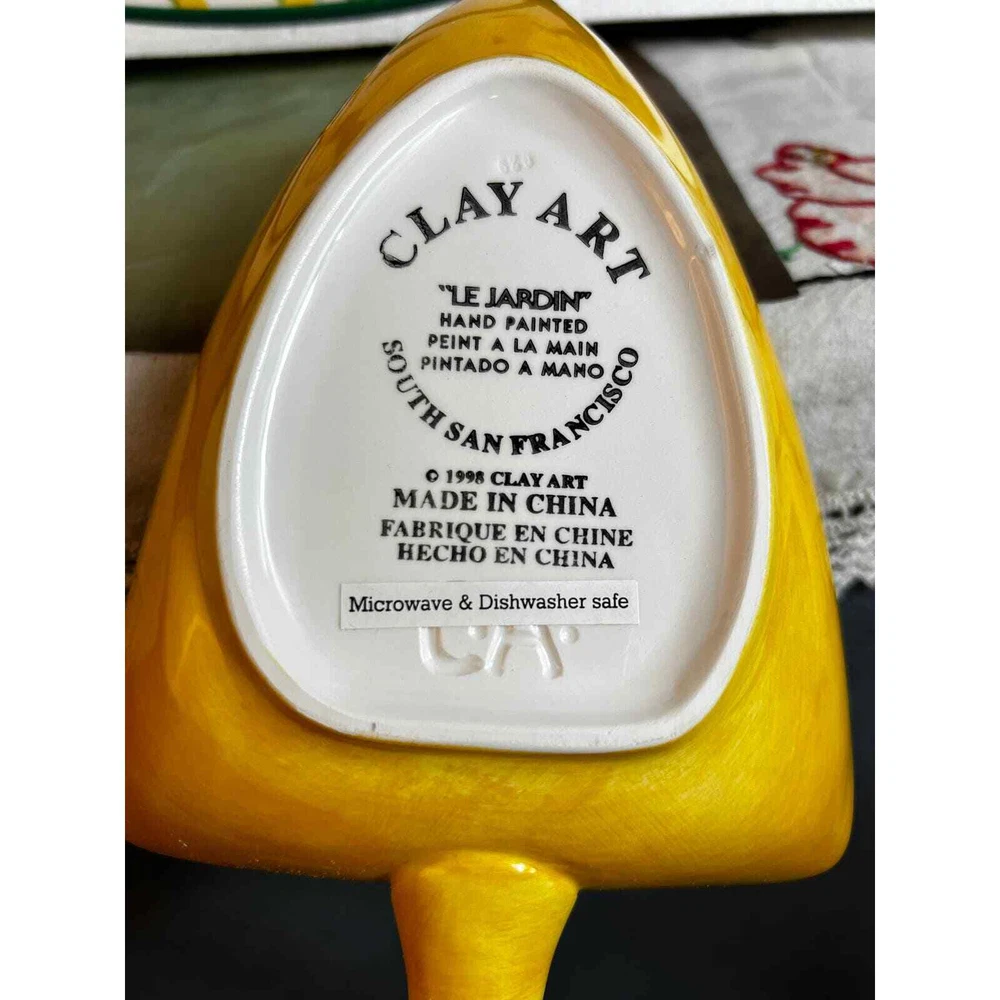 CLAY ART
"LE JARDIN"
HAND PAINTED
PEINT A LA MAIN
PINTADO A MANO
SOUTH SAN FRANCISCO
© 1998 CLAY ART
MADE IN CHINA
FABRIQUE EN CHINE
HECHO EN CHINA
Microwave & Dishwasher safe
C.A.